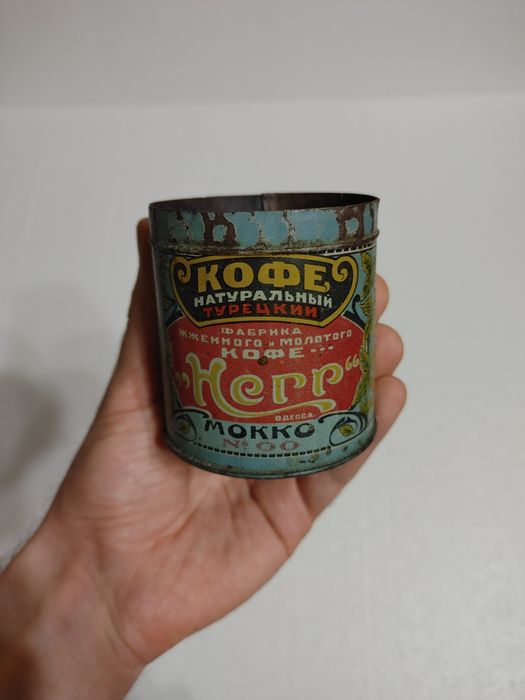 КОФЕ
НАТУРАЛЬНЫЙ
ТУРЕЦКИЙ
ФАБРИКА
ЖЖЕННОГО и МОЛОТОГО
КОФЕ---
„Негг“
ОДЕССА.
МОККО
№ 00